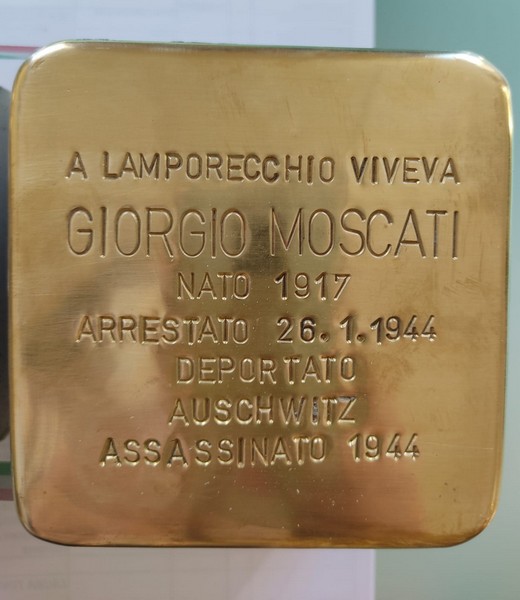 A LAMPORECCHIO VIVEVA
GIORGIO MOSCATI
NATO 1917
ARRESTATO 26.1.1944
DEPORTATO
AUSCHWITZ
ASSASSINATO 1944